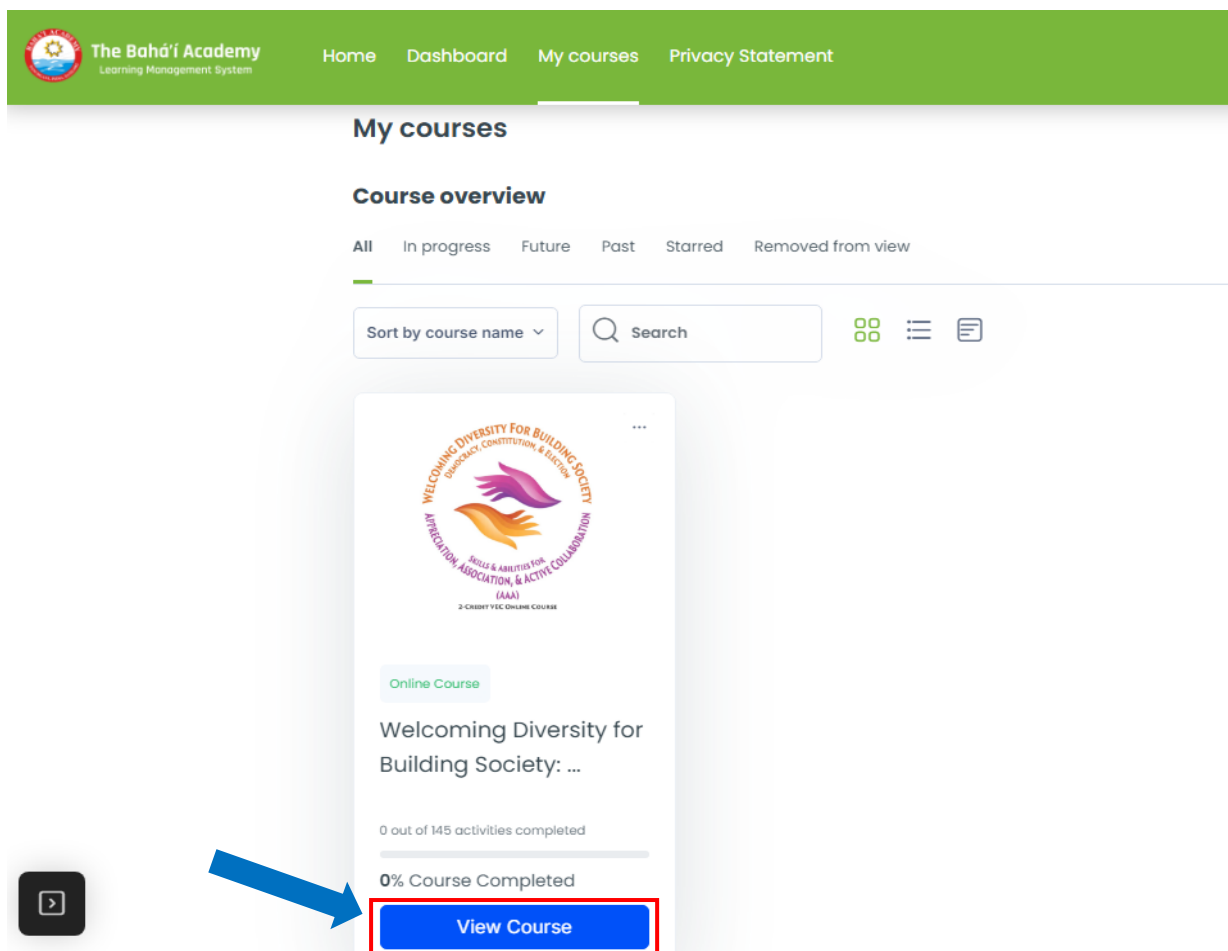 The Bahá'í Academy
Learning Management System
Home Dashboard My courses Privacy Statement
My courses
Course overview
All In progress Future Past Starred Removed from view
Sort by course name Search
...
WELCOMING DIVERSITY FOR BUILDING SOCIETY
DEMOCRACY, CONSTITUTION, & ELECTION
SKILLS & ABILITIES FOR
APPRECIATION, ASSOCIATION, & ACTIVE COLLABORATION
(AAA)
2-CREDIT VEC ONLINE COURSE
Online Course
Welcoming Diversity for
Building Society: ...
0 out of 145 activities completed
0% Course Completed
View Course